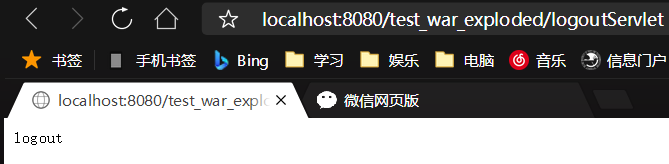 localhost:8080/test_war_exploded/logoutServlet
书签 手机书签 Bing 学习 娱乐 电脑 音乐 信息门户
localhost:8080/test_war_explo 微信网页版
logout